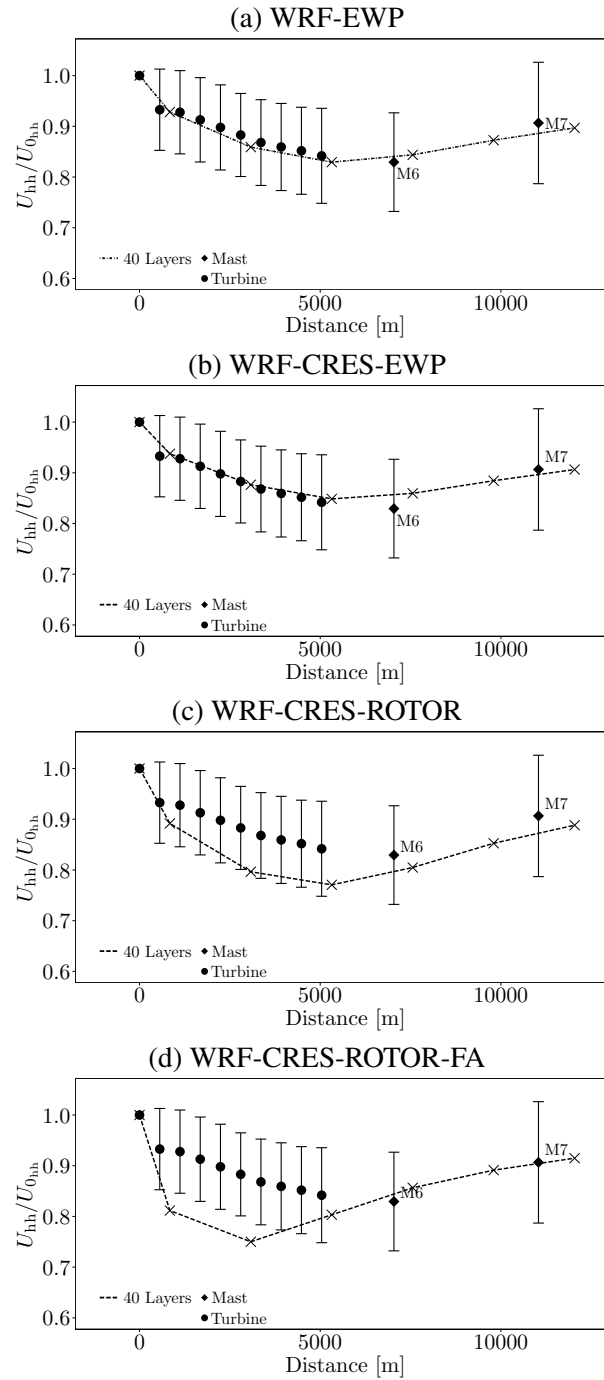 (a) WRF-EWP
1.0
0.9
0.8
0.7
0.6
U_hh/U_0hh
M6
M7
40 Layers
Mast
Turbine
0
5000
10000
Distance [m]
(b) WRF-CRES-EWP
1.0
0.9
0.8
0.7
0.6
U_hh/U_0hh
M6
M7
40 Layers
Mast
Turbine
0
5000
10000
Distance [m]
(c) WRF-CRES-ROTOR
1.0
0.9
0.8
0.7
0.6
U_hh/U_0hh
M6
M7
40 Layers
Mast
Turbine
0
5000
10000
Distance [m]
(d) WRF-CRES-ROTOR-FA
1.0
0.9
0.8
0.7
0.6
U_hh/U_0hh
M6
M7
40 Layers
Mast
Turbine
0
5000
10000
Distance [m]